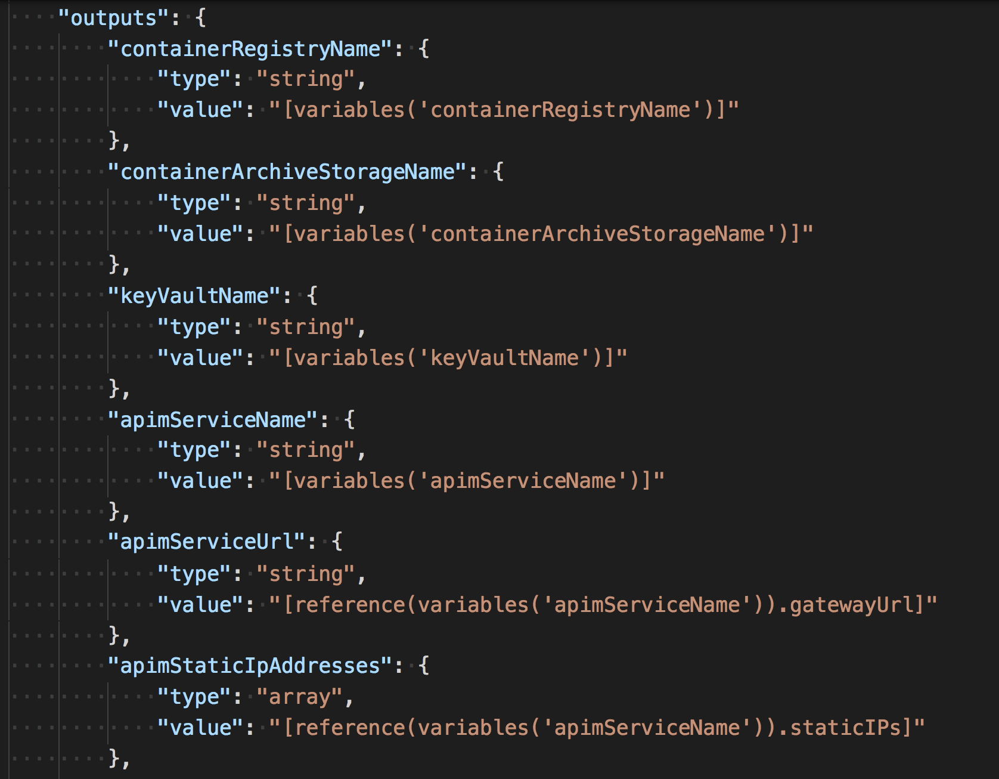 "outputs": {
"containerRegistryName": {
"type": "string",
"value": "[variables('containerRegistryName')]"
},
"containerArchiveStorageName": {
"type": "string",
"value": "[variables('containerArchiveStorageName')]"
},
"keyVaultName": {
"type": "string",
"value": "[variables('keyVaultName')]"
},
"apimServiceName": {
"type": "string",
"value": "[variables('apimServiceName')]"
},
"apimServiceUrl": {
"type": "string",
"value": "[reference(variables('apimServiceName')).gatewayUrl]"
},
"apimStaticIpAddresses": {
"type": "array",
"value": "[reference(variables('apimServiceName')).staticIPs]"
},